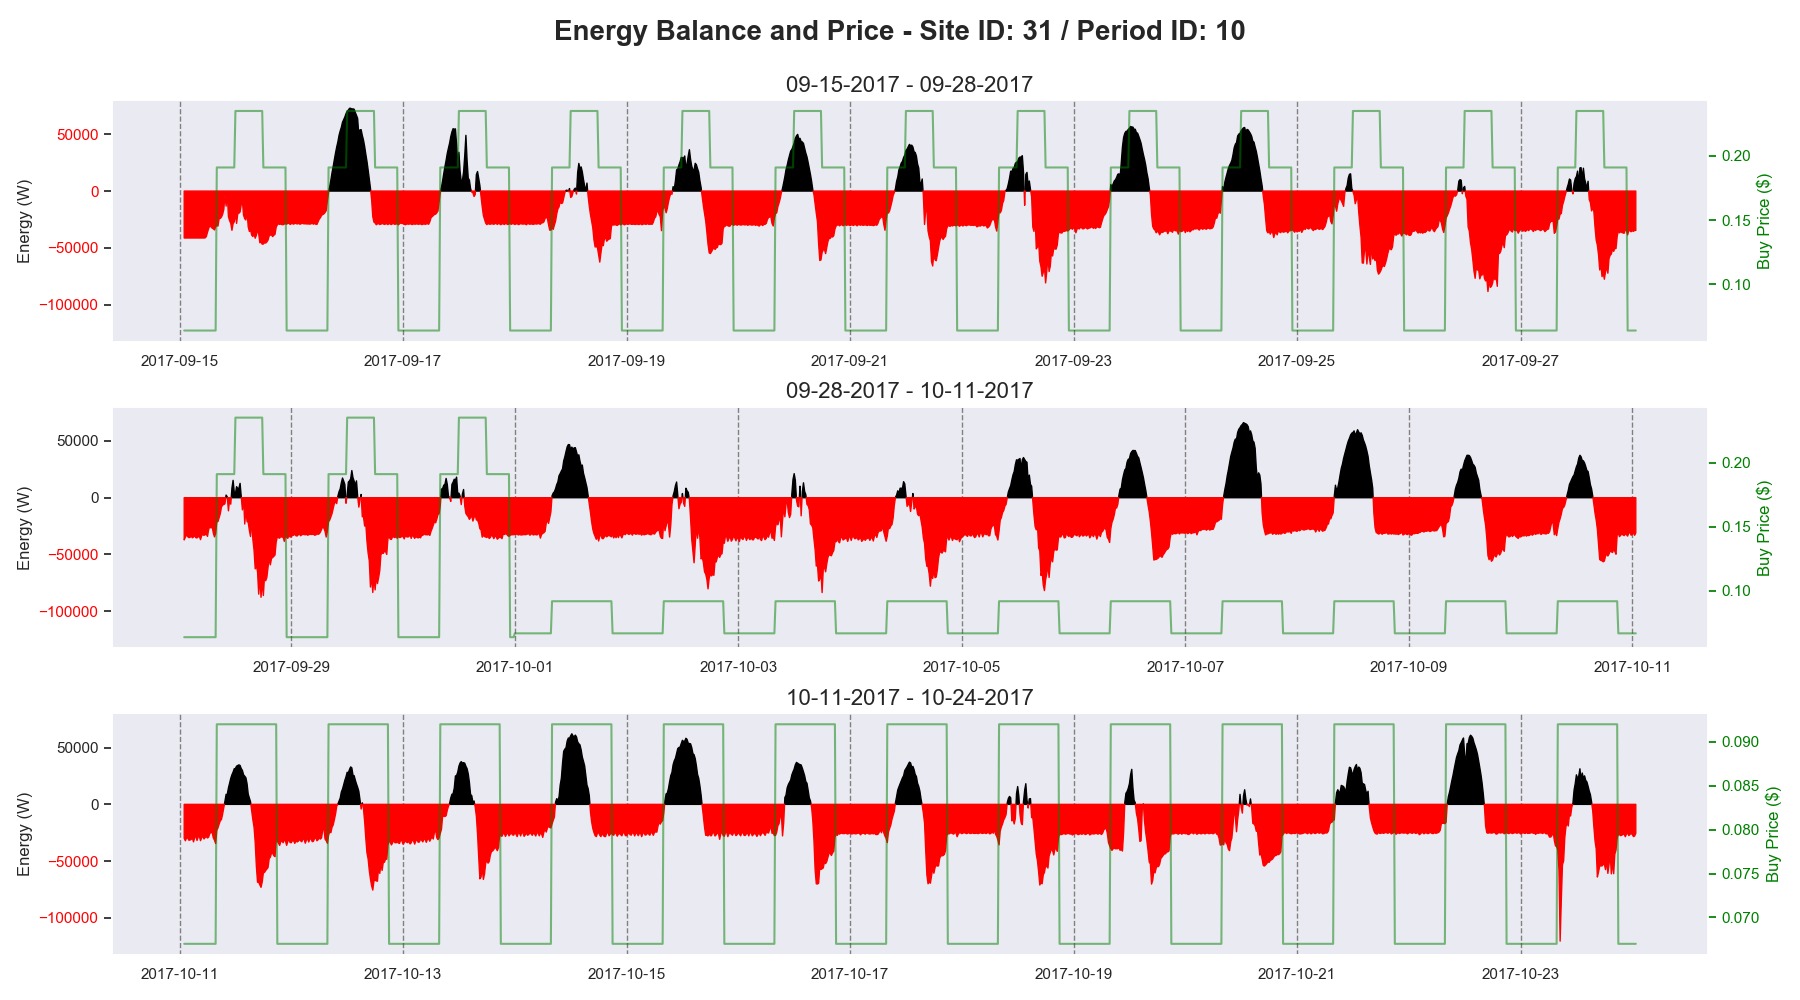 Energy Balance and Price - Site ID: 31 / Period ID: 10
09-15-2017 - 09-28-2017
Energy (W)
50000
0
−50000
−100000
0.20
0.15
0.10
Buy Price ($)
2017-09-15 2017-09-17 2017-09-19 2017-09-21 2017-09-23 2017-09-25 2017-09-27
09-28-2017 - 10-11-2017
Energy (W)
50000
0
−50000
−100000
0.20
0.15
0.10
Buy Price ($)
2017-09-29 2017-10-01 2017-10-03 2017-10-05 2017-10-07 2017-10-09 2017-10-11
10-11-2017 - 10-24-2017
Energy (W)
50000
0
−50000
−100000
0.090
0.085
0.080
0.075
0.070
Buy Price ($)
2017-10-11 2017-10-13 2017-10-15 2017-10-17 2017-10-19 2017-10-21 2017-10-23